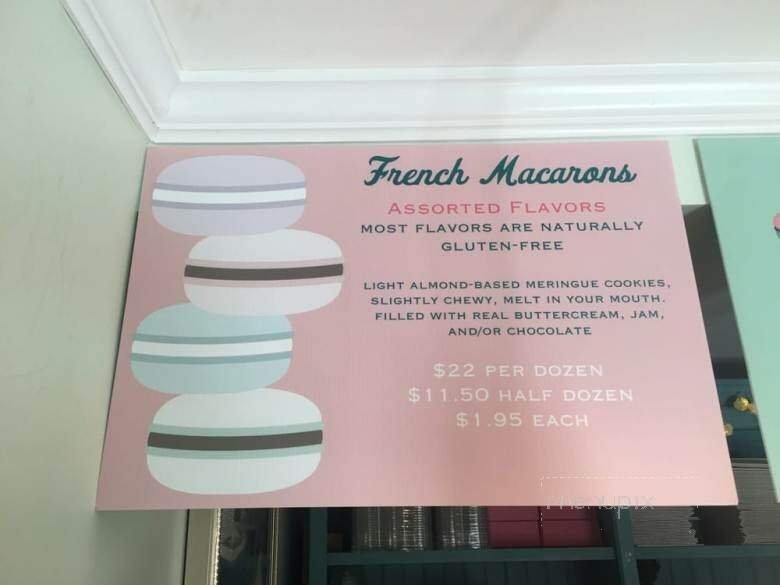 French Macarons
ASSORTED FLAVORS
MOST FLAVORS ARE NATURALLY
GLUTEN-FREE
LIGHT ALMOND-BASED MERINGUE COOKIES,
SLIGHTLY CHEWY, MELT IN YOUR MOUTH.
FILLED WITH REAL BUTTERCREAM, JAM,
AND/OR CHOCOLATE
$22 PER DOZEN
$11.50 HALF DOZEN
$1.95 EACH
menupix